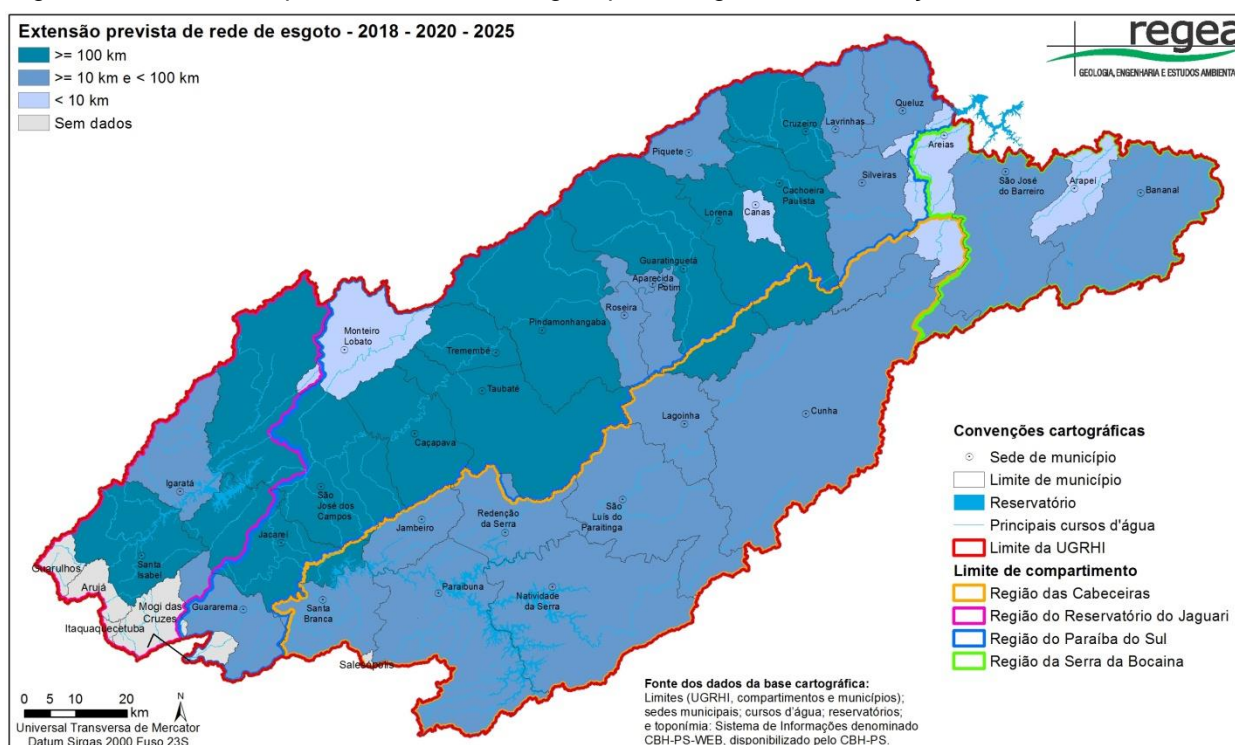 Extensão prevista de rede de esgoto - 2018 - 2020 - 2025
>= 100 km
>= 10 km e < 100 km
< 10 km
Sem dados
regea
GEOLOGIA, ENGENHARIA E ESTUDOS AMBIENTAI
Queluz
Lavrinhas
Cruzeiro
Areias
Piquete
São José
do Barreiro
Arapeí
Bananal
Silveiras
Cachoeira
Paulista
Canas
Lorena
Guaratinguetá
Aparecida
Potim
Roseira
Monteiro
Lobato
Pindamonhangaba
Tremembé
Taubaté
Cunha
Lagoinha
Caçapava
Igaratá
São
José dos
Campos
São
Luís do
Paraitinga
Redenção
da Serra
Jambeiro
Jacareí
Santa
Isabel
Guarulhos
Arujá
Mogi das
Cruzes
Itaquaquecetuba
Guararema
Santa
Branca
Paraibuna
Natividade
da Serra
Salesópolis
Convenções cartográficas
Sede de município
Limite de município
Reservatório
Principais cursos d'água
Limite da UGRHI
Limite de compartimento
Região das Cabeceiras
Região do Reservatório do Jaguari
Região do Paraíba do Sul
Região da Serra da Bocaina
Fonte dos dados da base cartográfica:
Limites (UGRHI, compartimentos e municípios);
sedes municipais; cursos d'água; reservatórios;
e toponímia: Sistema de Informações denominado
CBH-PS-WEB, disponibilizado pelo CBH-PS.
0 5 10 20
km
N
Universal Transversa de Mercator
Datum Sirgas 2000 Fuso 23S